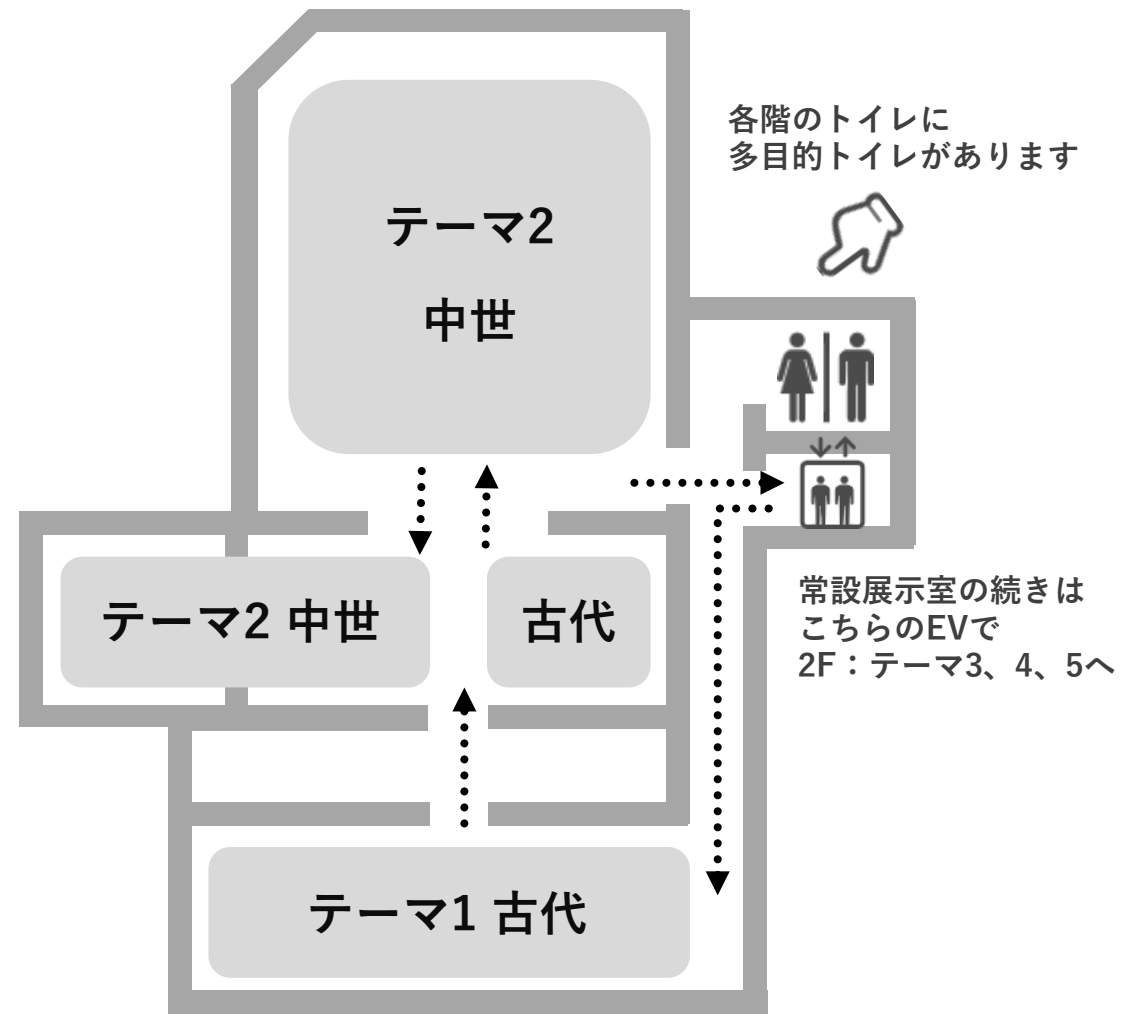 各階のトイレに
多目的トイレがあります
テーマ2
中世
テーマ2 中世
古代
常設展示室の続きは
こちらのEVで
2F：テーマ3、4、5へ
テーマ1 古代